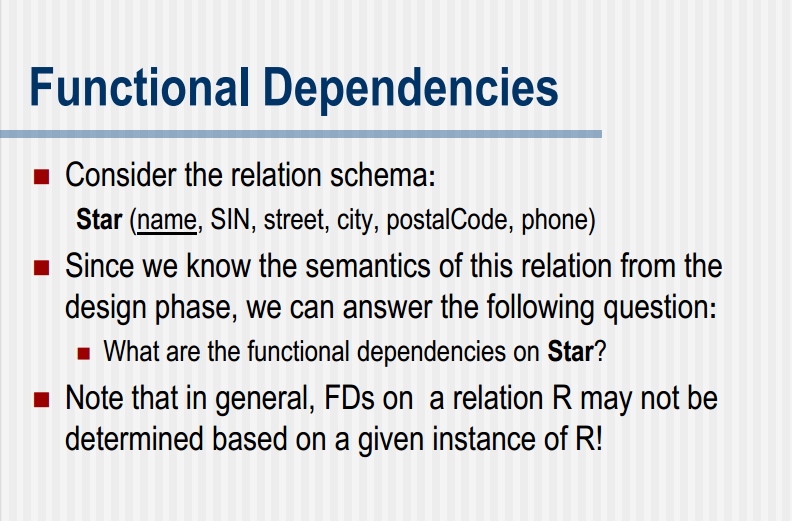 Functional Dependencies
Consider the relation schema:
Star (name, SIN, street, city, postalCode, phone)
Since we know the semantics of this relation from the
design phase, we can answer the following question:
What are the functional dependencies on Star?
Note that in general, FDs on  a relation R may not be
determined based on a given instance of R!